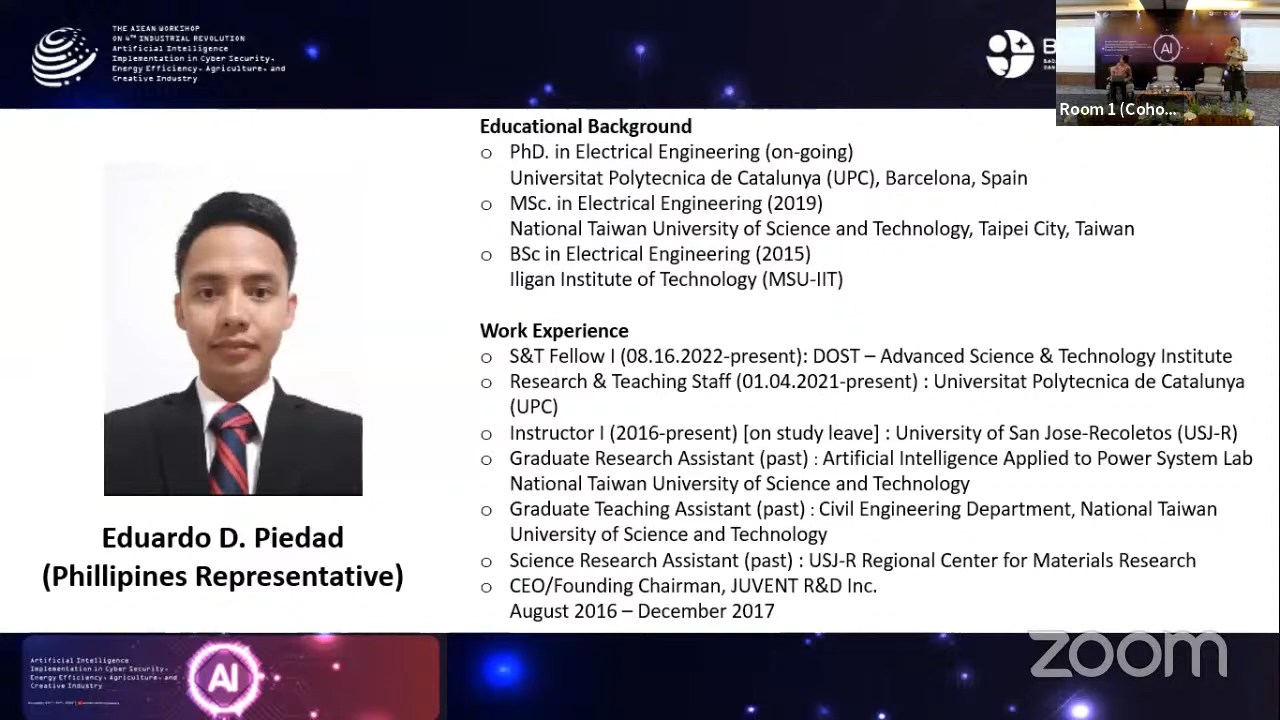 THE ASEAN WORKSHOP
ON 4TH INDUSTRIAL REVOLUTION
Artificial Intelligence
Implementation in Cyber Security,
Energy Efficiency, Agriculture, and
Creative Industry
B
Room 1 (Coho...
AI
Educational Background
o PhD. in Electrical Engineering (on-going)
Universitat Polytecnica de Catalunya (UPC), Barcelona, Spain
o MSc. in Electrical Engineering (2019)
National Taiwan University of Science and Technology, Taipei City, Taiwan
o BSc in Electrical Engineering (2015)
Iligan Institute of Technology (MSU-IIT)
Work Experience
o S&T Fellow I (08.16.2022-present): DOST – Advanced Science & Technology Institute
o Research & Teaching Staff (01.04.2021-present) : Universitat Polytecnica de Catalunya
(UPC)
o Instructor I (2016-present) [on study leave] : University of San Jose-Recoletos (USJ-R)
o Graduate Research Assistant (past) : Artificial Intelligence Applied to Power System Lab
National Taiwan University of Science and Technology
o Graduate Teaching Assistant (past) : Civil Engineering Department, National Taiwan
University of Science and Technology
o Science Research Assistant (past) : USJ-R Regional Center for Materials Research
o CEO/Founding Chairman, JUVENT R&D Inc.
August 2016 – December 2017
Eduardo D. Piedad
(Phillipines Representative)
Artificial Intelligence
Implementation in Cyber Security,
Energy Efficiency, Agriculture, and
Creative Industry
AI
zoom